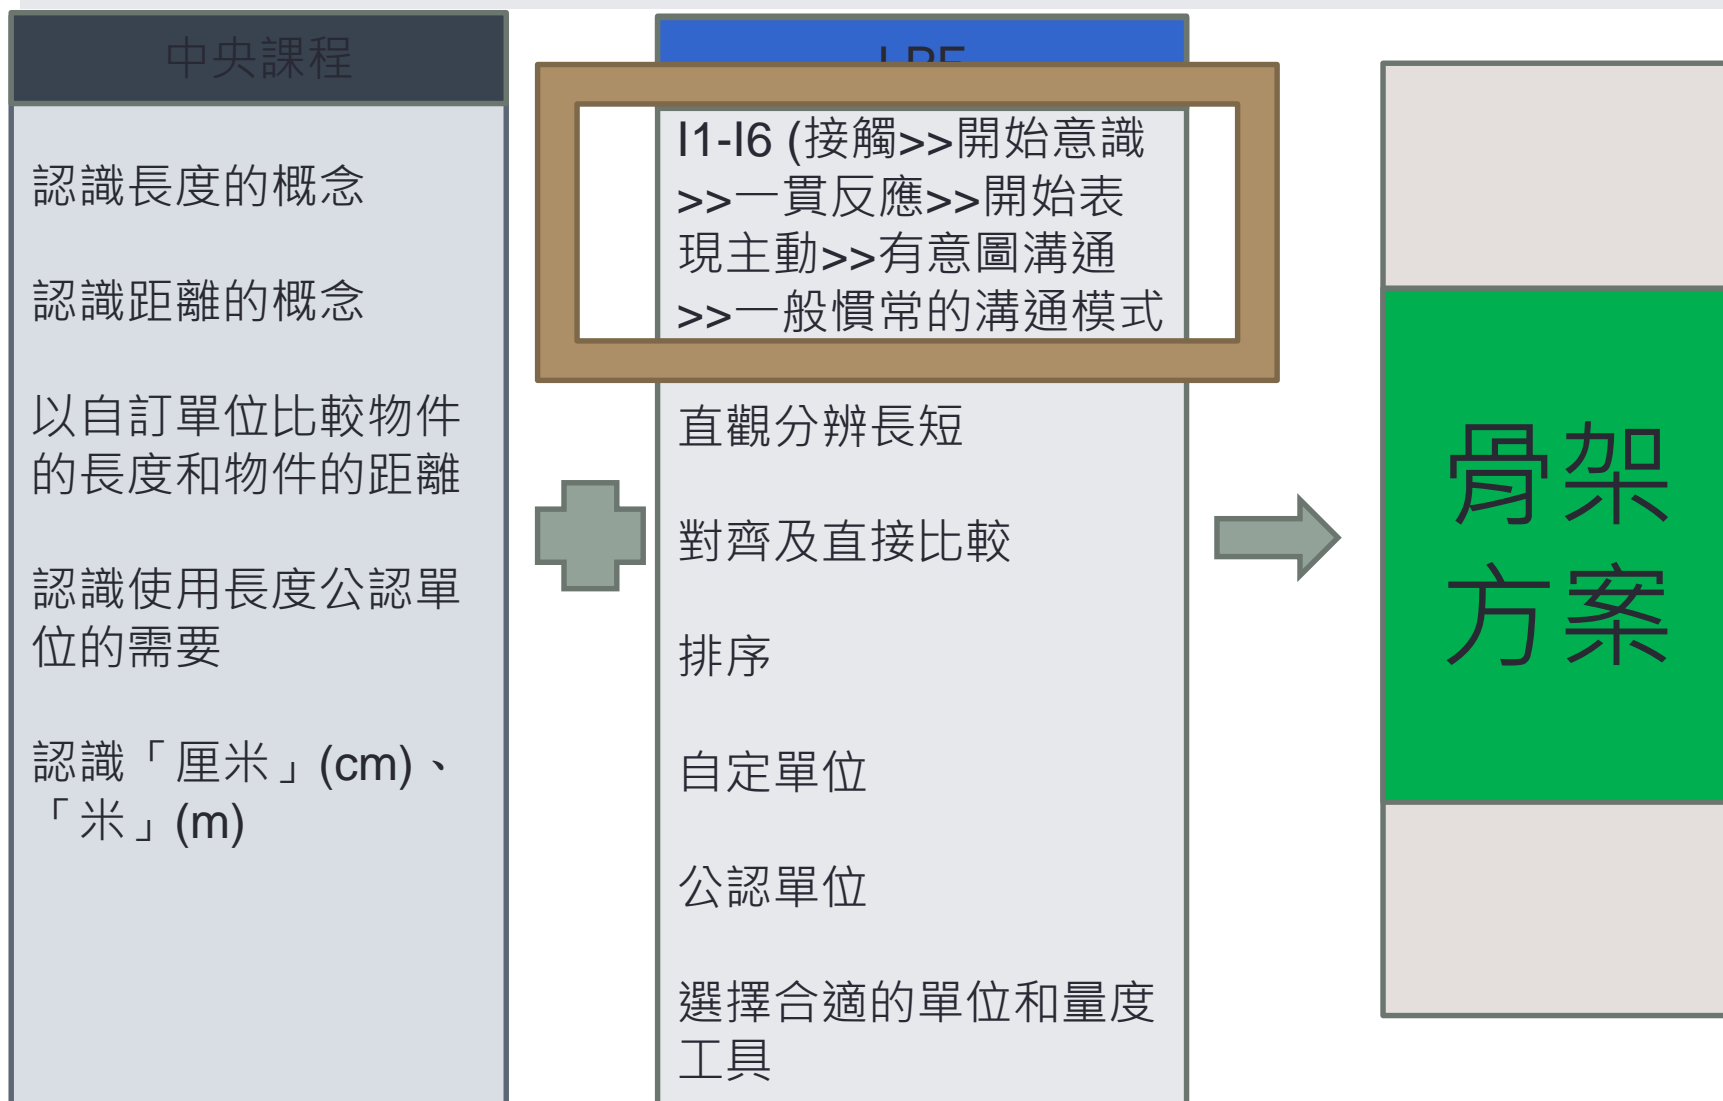 中央課程
認識長度的概念
認識距離的概念
以自訂單位比較物件
的長度和物件的距離
認識使用長度公認單
位的需要
認識「厘米」(cm)、
「米」(m)
I1-I6 (接觸>>開始意識
>>一貫反應>>開始表
現主動>>有意圖溝通
>>一般慣常的溝通模式
直觀分辨長短
對齊及直接比較
排序
自定單位
公認單位
選擇合適的單位和量度
工具
骨架
方案